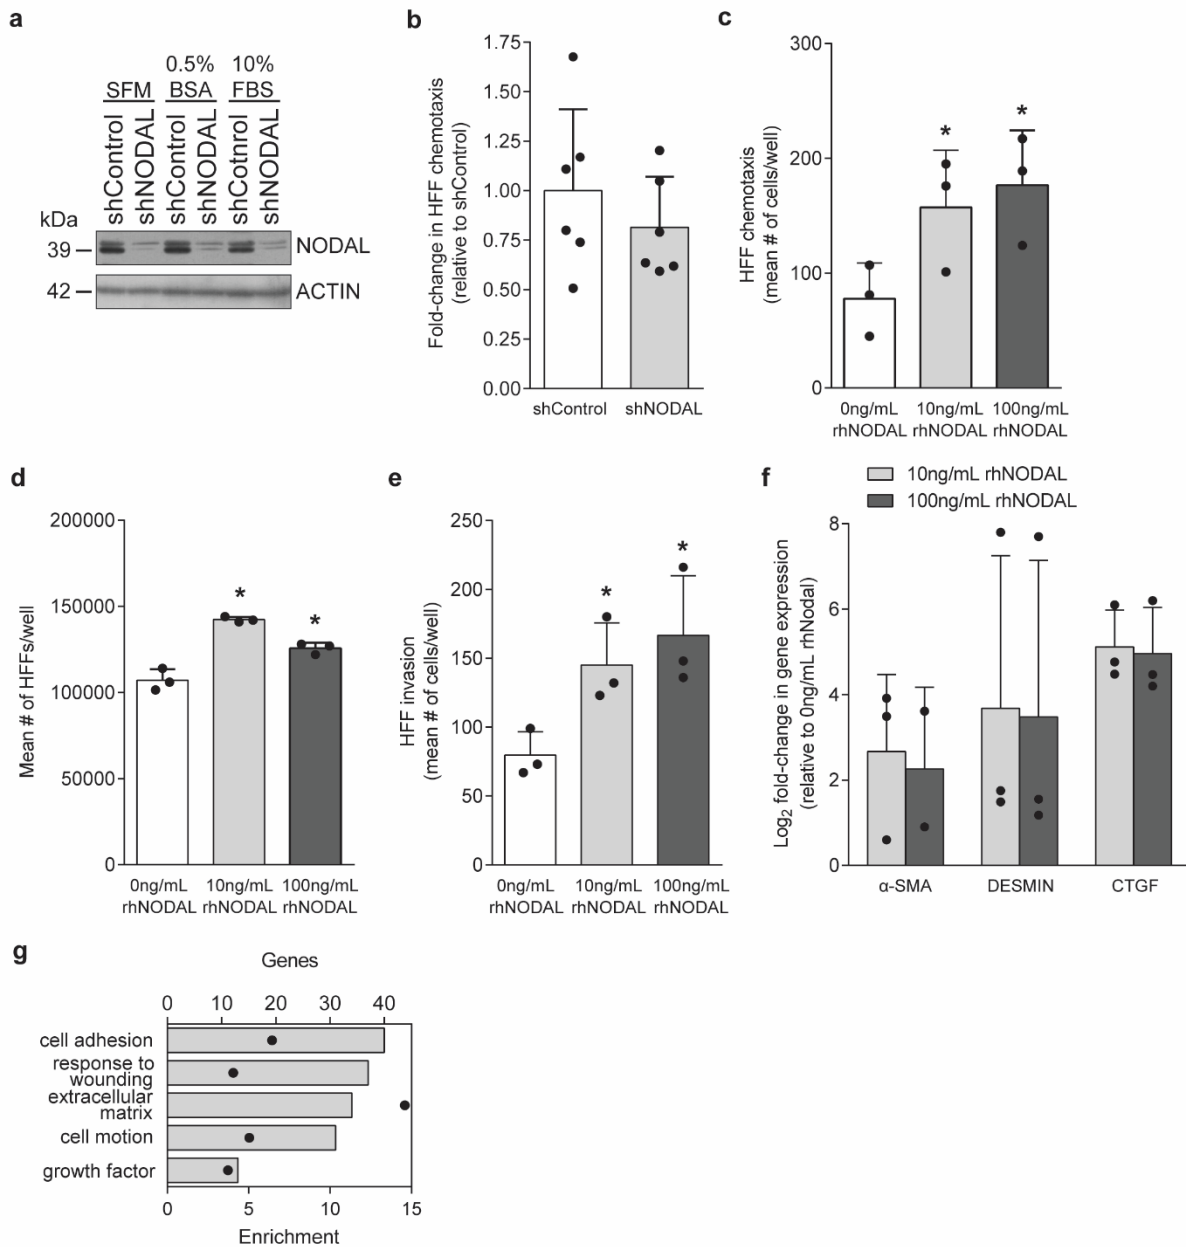 a
0.5% 10%
SFM BSA FBS
shControl
shNODAL
shControl
shNODAL
shCotnrol
shNODAL
kDa
39
NODAL
42
ACTIN
b
1.75
1.50
1.25
1.00
0.75
0.50
0.25
0.00
Fold-change in HFF chemotaxis
(relative to shControl)
shControl shNODAL
c
300
200
100
0
HFF chemotaxis
(mean # of cells/well)
*
*
0ng/mL 10ng/mL 100ng/mL
rhNODAL rhNODAL rhNODAL
d
200000
150000
100000
50000
0
Mean # of HFFs/well
*
*
0ng/mL 10ng/mL 100ng/mL
rhNODAL rhNODAL rhNODAL
e
250
200
150
100
50
0
HFF invasion
(mean # of cells/well)
*
*
0ng/mL 10ng/mL 100ng/mL
rhNODAL rhNODAL rhNODAL
f
10ng/mL rhNODAL
100ng/mL rhNODAL
8
6
4
2
0
Log2 fold-change in gene expression
(relative to 0ng/mL rhNodal)
α-SMA DESMIN CTGF
g
Genes
0 10 20 30 40
cell adhesion
response to
wounding
extracellular
matrix
cell motion
growth factor
0 5 10 15
Enrichment